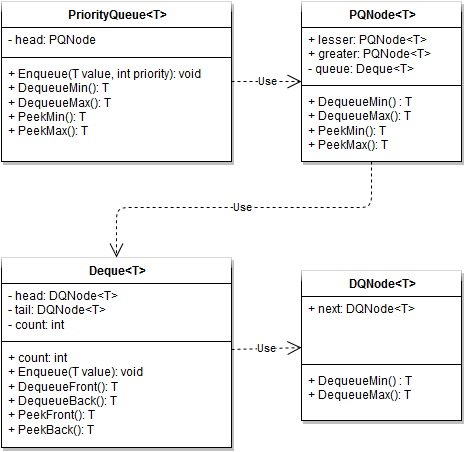 PriorityQueue<T>
- head: PQNode
+ Enqueue(T value, int priority): void
+ DequeueMin(): T
+ DequeueMax(): T
+ PeekMin(): T
+ PeekMax(): T
Use
PQNode<T>
+ lesser: PQNode<T>
+ greater: PQNode<T>
- queue: Deque<T>
+ DequeueMin() : T
+ DequeueMax(): T
+ PeekMin(): T
+ PeekMax(): T
Use
Deque<T>
- head: DQNode<T>
- tail: DQNode<T>
- count: int
+ count: int
+ Enqueue(T value): void
+ DequeueFront(): T
+ DequeueBack(): T
+ PeekFront(): T
+ PeekBack(): T
Use
DQNode<T>
+ next: DQNode<T>
+ DequeueMin() : T
+ DequeueMax(): T